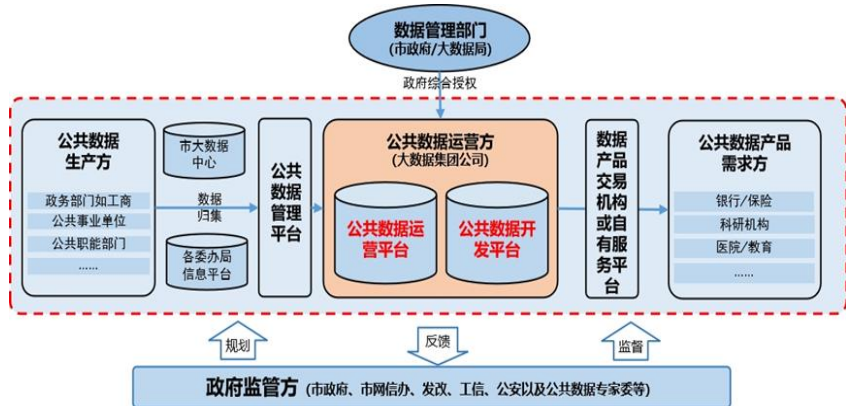 数据管理部门
(市政府/大数据局)
政府综合授权
公共数据
生产方
政务部门如工商
公共事业单位
公共职能部门
……
市大数据
中心
数据
归集
各委办局
信息平台
公共
数据
管理
平台
公共数据运营方
(大数据集团公司)
公共数据运
营平台
公共数据开
发平台
数据
产品
交易
机构
或自
有服
务平
台
公共数据产品
需求方
银行/保险
科研机构
医院/教育
……
规划
反馈
监督
政府监管方 (市政府、市网信办、发改、工信、公安以及公共数据专家委等)